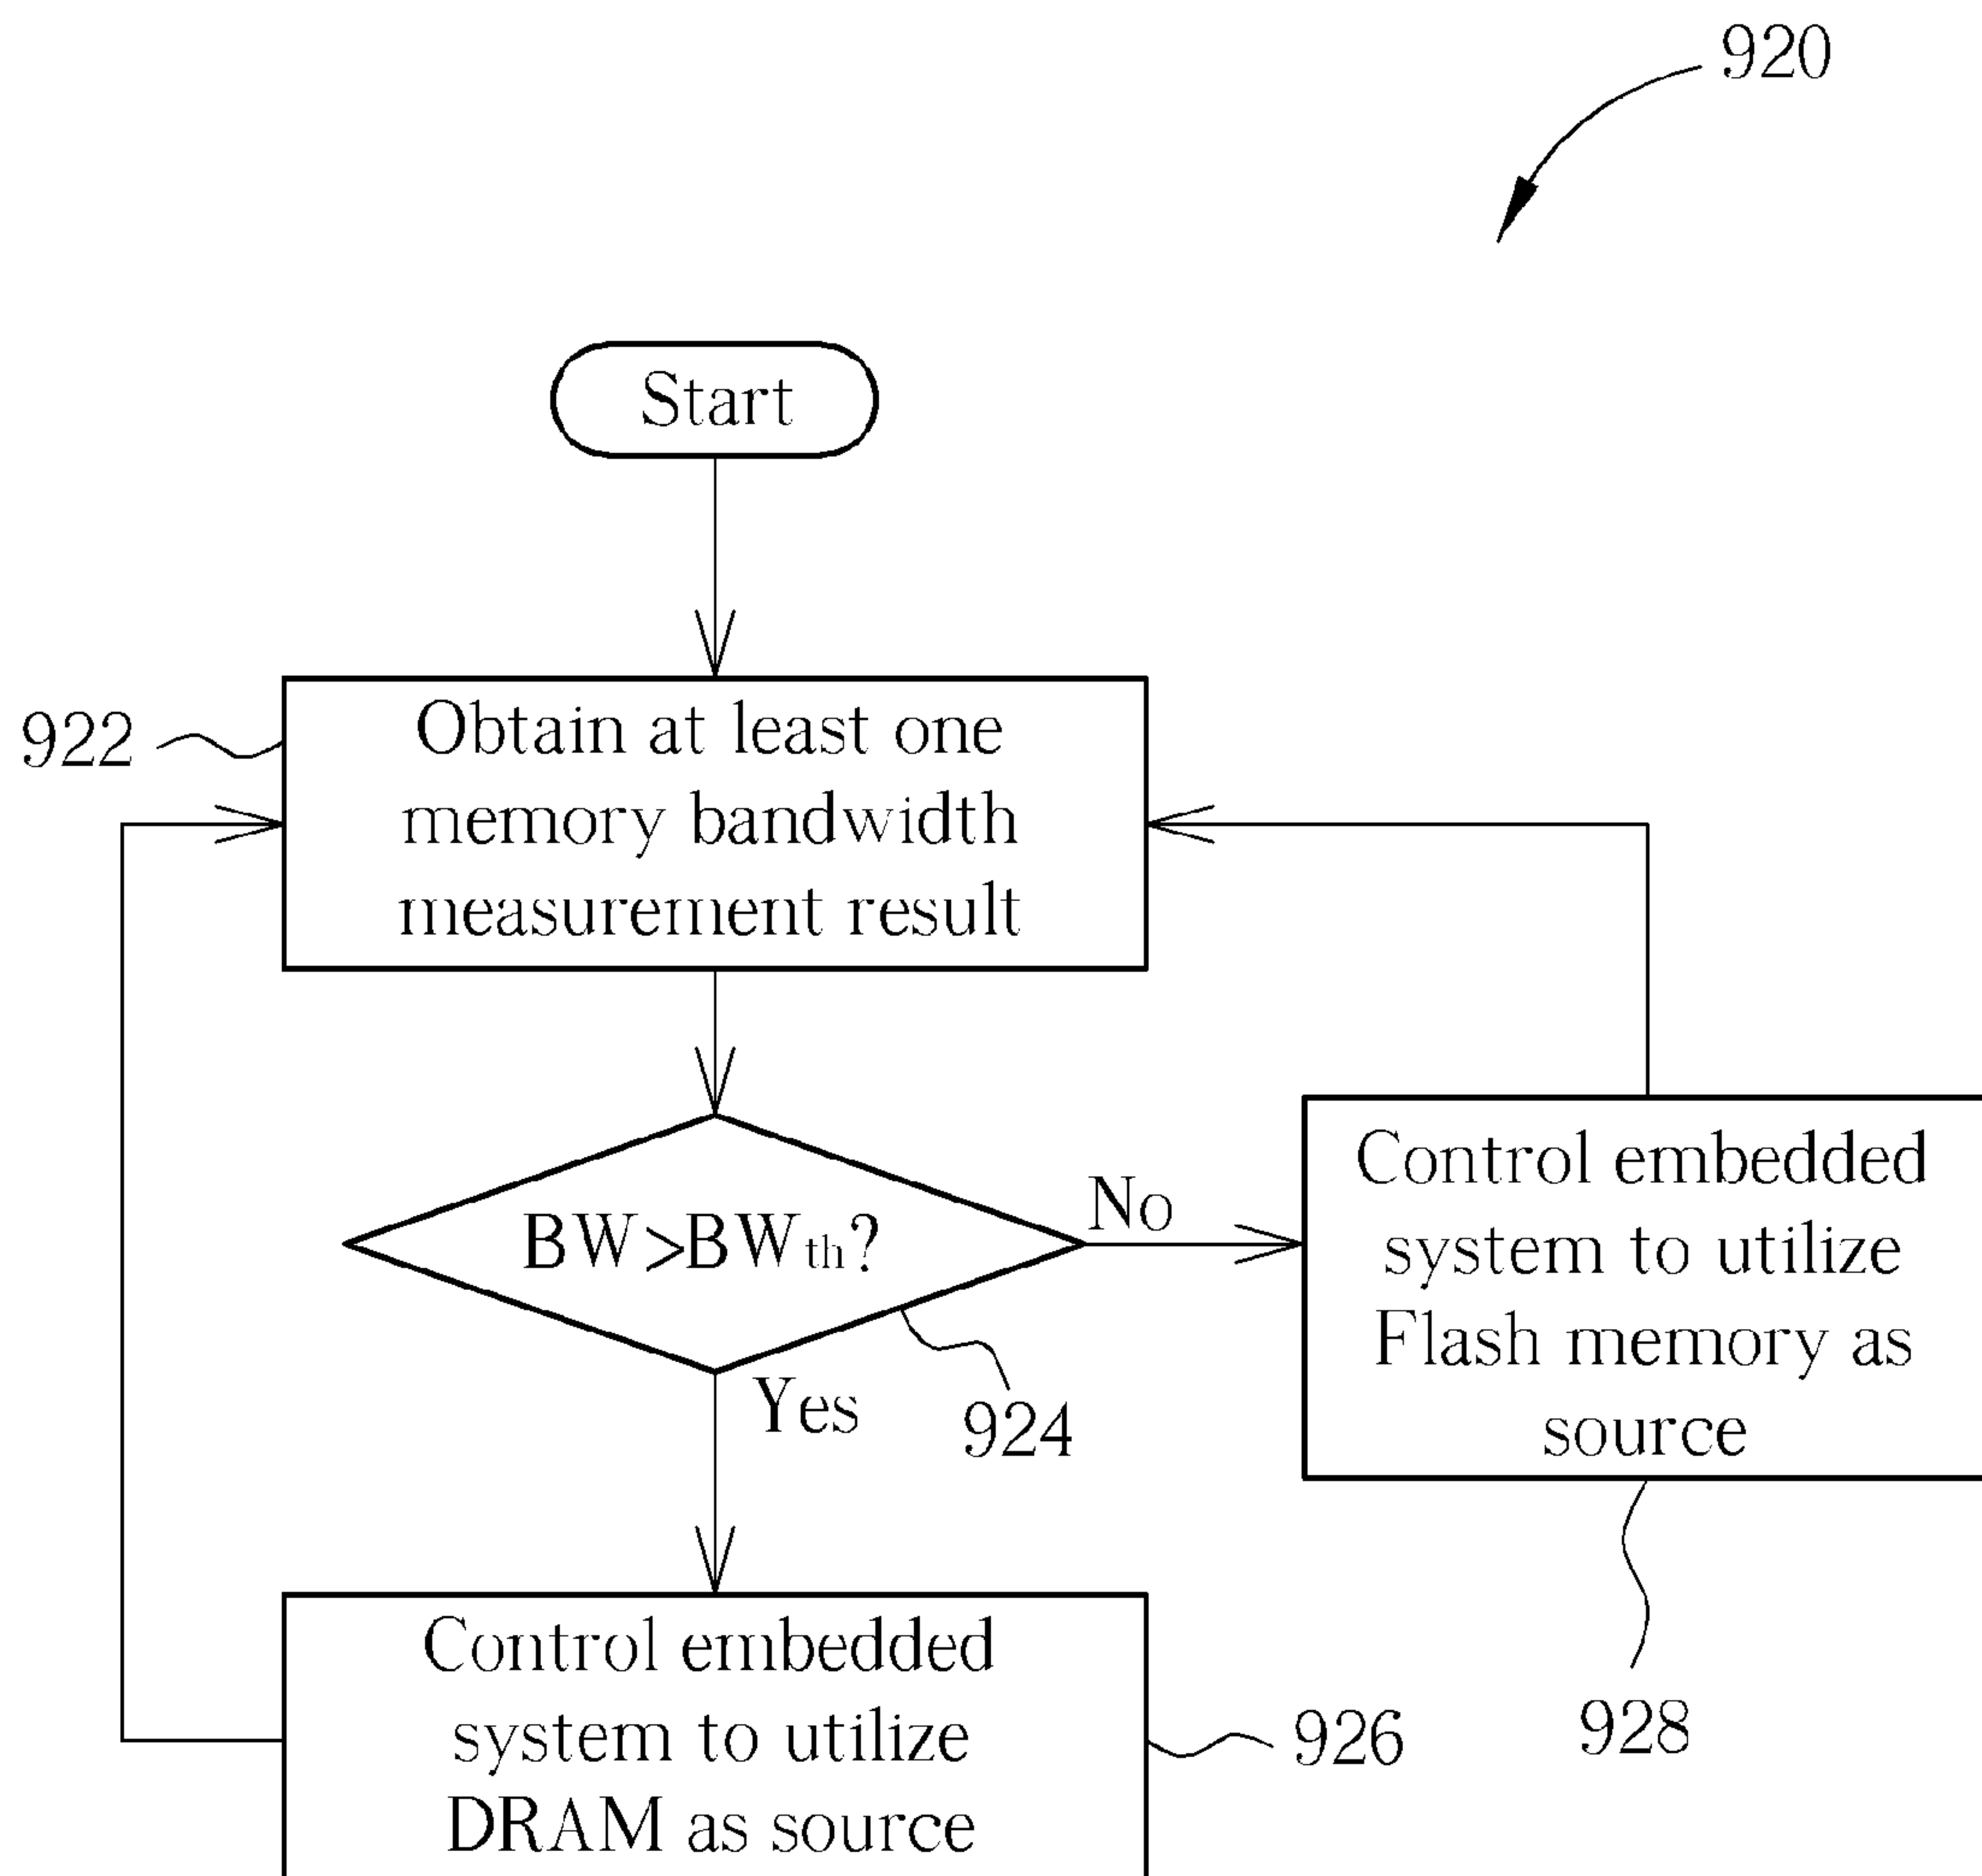 920
Start
922
Obtain at least one
memory bandwidth
measurement result
BW>BWth?
No
Yes
924
Control embedded
system to utilize
Flash memory as
source
928
Control embedded
system to utilize
DRAM as source
926